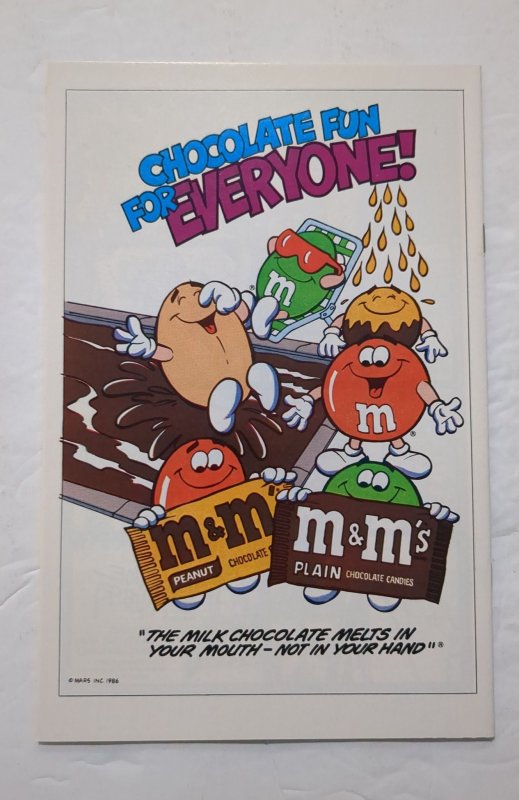 CHOCOLATE FUN
FOR EVERYONE!
m
®
m
®
m&m's
PEANUT
CHOCOLATE
m&m's
PLAIN CHOCOLATE CANDIES
"THE MILK CHOCOLATE MELTS IN
YOUR MOUTH – NOT IN YOUR HAND"®
© MARS INC. 1986